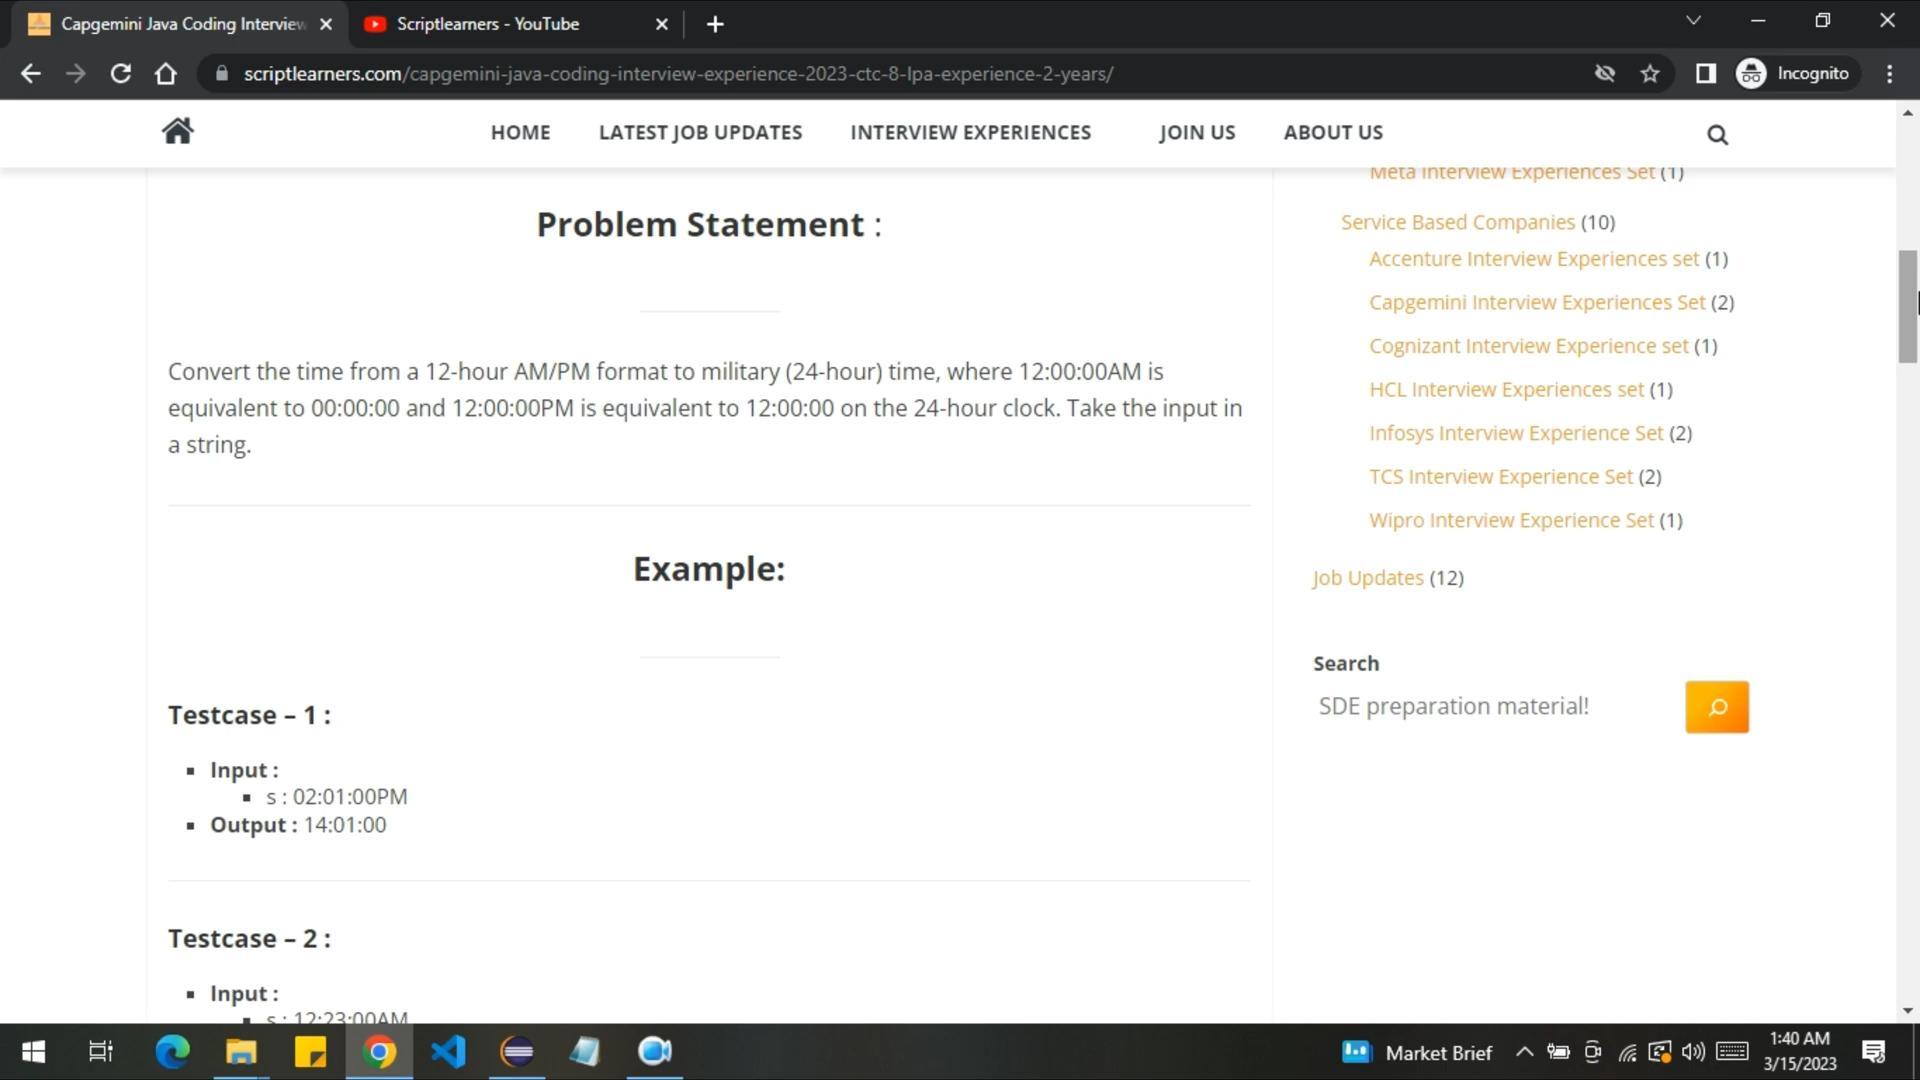 Capgemini Java Coding Interview
Scriptlearners - YouTube
scriptlearners.com/capgemini-java-coding-interview-experience-2023-ctc-8-lpa-experience-2-years/
Incognito
HOME
LATEST JOB UPDATES
INTERVIEW EXPERIENCES
JOIN US
ABOUT US
Problem Statement :
Convert the time from a 12-hour AM/PM format to military (24-hour) time, where 12:00:00AM is
equivalent to 00:00:00 and 12:00:00PM is equivalent to 12:00:00 on the 24-hour clock. Take the input in
a string.
Example:
Testcase – 1 :
Input :
s : 02:01:00PM
Output : 14:01:00
Testcase – 2 :
Input :
s : 12:23:00AM
Meta Interview Experiences Set (1)
Service Based Companies (10)
Accenture Interview Experiences set (1)
Capgemini Interview Experiences Set (2)
Cognizant Interview Experience set (1)
HCL Interview Experiences set (1)
Infosys Interview Experience Set (2)
TCS Interview Experience Set (2)
Wipro Interview Experience Set (1)
Job Updates (12)
Search
SDE preparation material!
Market Brief
1:40 AM
3/15/2023